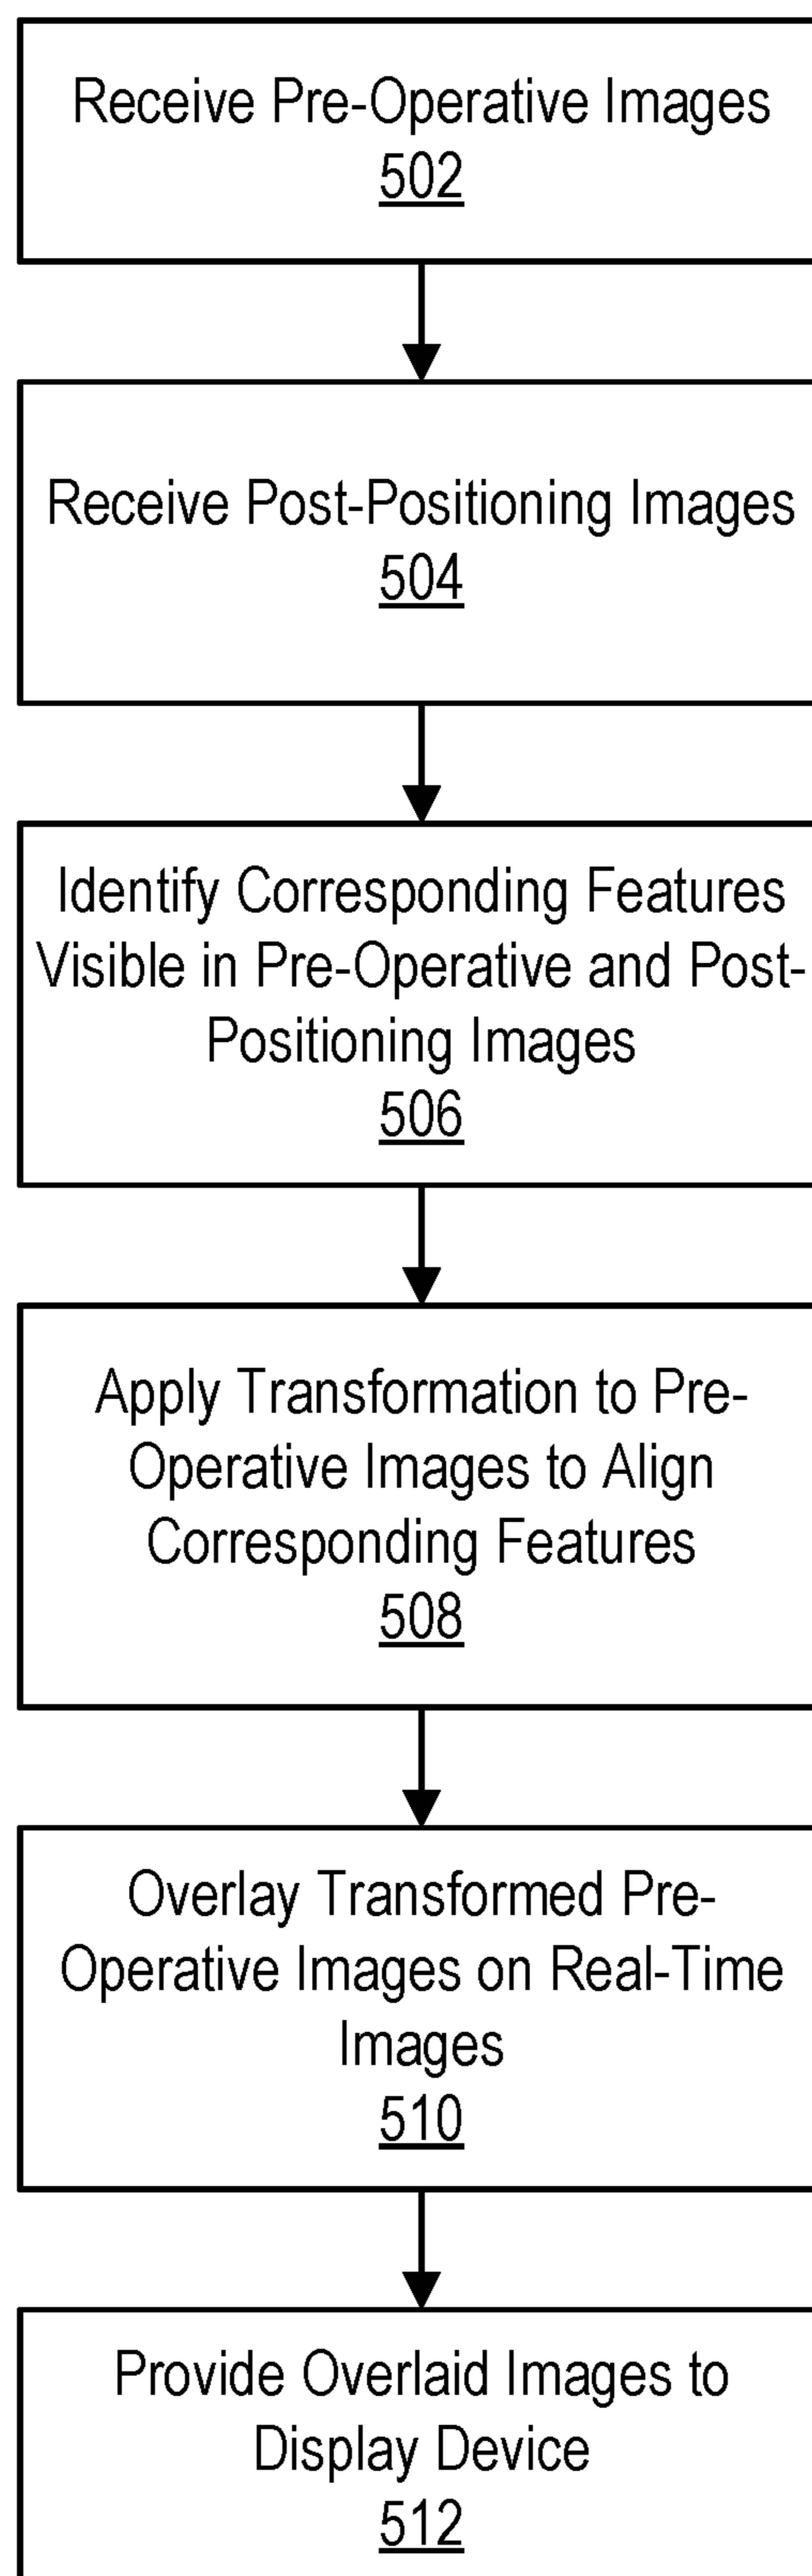 Receive Pre-Operative Images
502
Receive Post-Positioning Images
504
Identify Corresponding Features
Visible in Pre-Operative and Post-
Positioning Images
506
Apply Transformation to Pre-
Operative Images to Align
Corresponding Features
508
Overlay Transformed Pre-
Operative Images on Real-Time
Images
510
Provide Overlaid Images to
Display Device
512